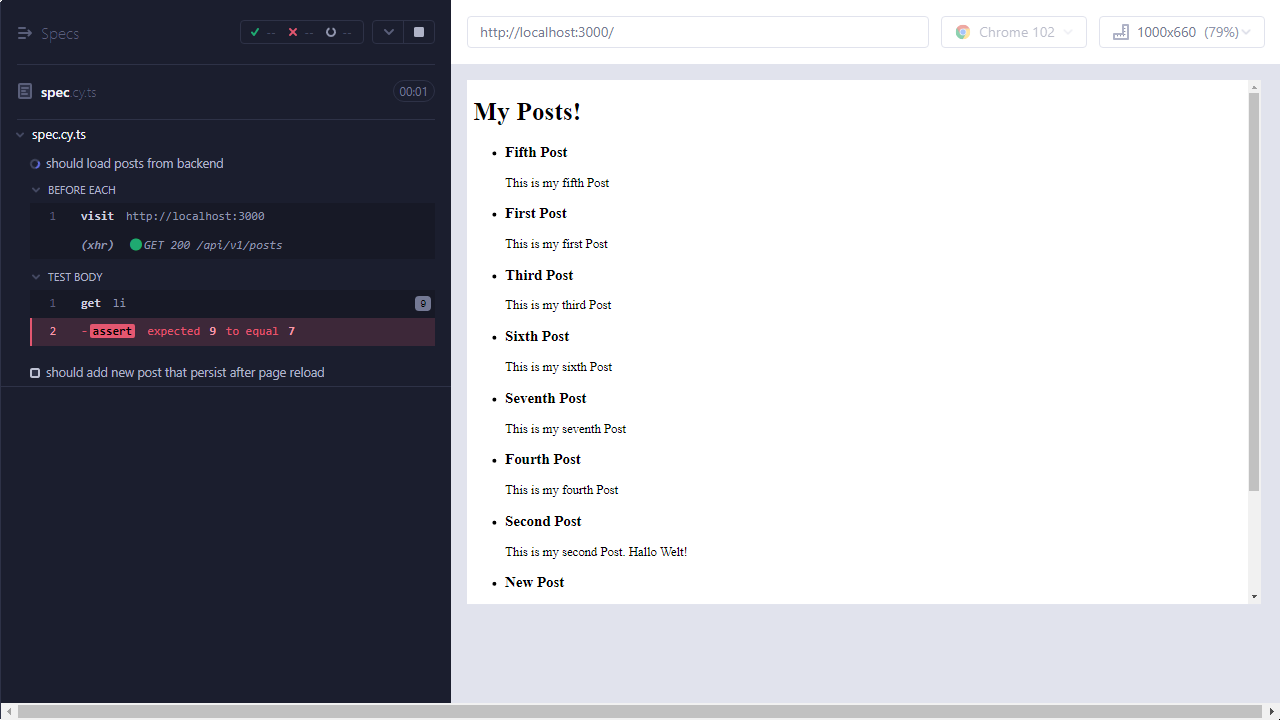 Specs
-- -- --
spec.cy.ts
00:01
spec.cy.ts
should load posts from backend
BEFORE EACH
1 visit http://localhost:3000
(xhr) GET 200 /api/v1/posts
TEST BODY
1 get li 9
2 -assert expected 9 to equal 7
should add new post that persist after page reload
http://localhost:3000/
Chrome 102
1000x660 (79%)
My Posts!
Fifth Post
This is my fifth Post
First Post
This is my first Post
Third Post
This is my third Post
Sixth Post
This is my sixth Post
Seventh Post
This is my seventh Post
Fourth Post
This is my fourth Post
Second Post
This is my second Post. Hallo Welt!
New Post